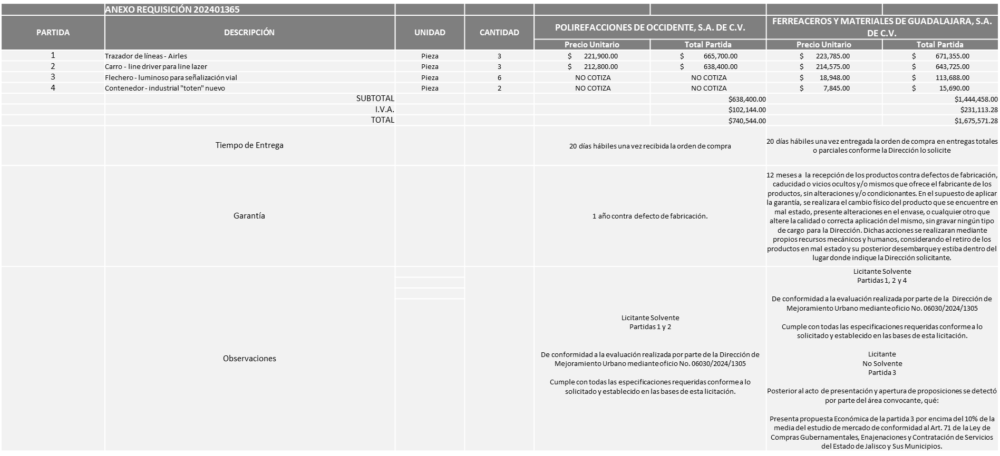 ANEXO REQUISICIÓN 202401365
PARTIDA DESCRIPCIÓN UNIDAD CANTIDAD POLIREFACCIONES DE OCCIDENTE, S.A. DE C.V. FERREACEROS Y MATERIALES DE GUADALAJARA, S.A. DE C.V.
Precio Unitario Total Partida Precio Unitario Total Partida
1 Trazador de líneas - Airles Pieza 3 $ 221,900.00 $ 665,700.00 $ 223,785.00 $ 671,355.00
2 Carro - line driver para line lazer Pieza 3 $ 212,800.00 $ 638,400.00 $ 214,575.00 $ 643,725.00
3 Flechero - luminoso para señalización vial Pieza 6 NO COTIZA NO COTIZA $ 18,948.00 $ 113,688.00
4 Contenedor - industrial "toten" nuevo Pieza 2 NO COTIZA NO COTIZA $ 7,845.00 $ 15,690.00
SUBTOTAL $638,400.00 $1,444,458.00
I.V.A. $102,144.00 $231,113.28
TOTAL $740,544.00 $1,675,571.28
Tiempo de Entrega
20 días hábiles una vez recibida la orden de compra
20 días hábiles una vez entregada la orden de compra en entregas totales
o parciales conforme la Dirección lo solicite
Garantía
1 año contra defecto de fabricación.
12 meses a la recepción de los productos contra defectos de fabricación,
caducidad o vicios ocultos y/o mismos que ofrece el fabricante de los
productos, sin alteraciones y/o condicionantes. En el supuesto de aplicar
la garantía, se realizara el cambio físico del producto que se encuentre en
mal estado, presente alteraciones en el envase, o cualquier otro que
altere la calidad o correcta aplicación del mismo, sin gravar ningún tipo
de cargo para la Dirección. Dichas acciones se realizaran mediante
propios recursos mecánicos y humanos, considerando el retiro de los
productos en mal estado y su posterior desembarque y estiba dentro del
lugar donde indique la Dirección solicitante.
Observaciones
Licitante Solvente
Partidas 1 y 2
De conformidad a la evaluación realizada por parte de la Dirección de
Mejoramiento Urbano mediante oficio No. 06030/2024/1305
Cumple con todas las especificaciones requeridas conforme a lo
solicitado y establecido en las bases de esta licitación.
Licitante Solvente
Partidas 1, 2 y 4
De conformidad a la evaluación realizada por parte de la Dirección de
Mejoramiento Urbano mediante oficio No. 06030/2024/1305
Cumple con todas las especificaciones requeridas conforme a lo
solicitado y establecido en las bases de esta licitación.
Licitante
No Solvente
Partida 3
Posterior al acto de presentación y apertura de proposiciones se detectó
por parte del área convocante, qué:
Presenta propuesta Económica de la partida 3 por encima del 10% de la
media del estudio de mercado de conformidad al Art. 71 de la Ley de
Compras Gubernamentales, Enajenaciones y Contratación de Servicios
del Estado de Jalisco y Sus Municipios.